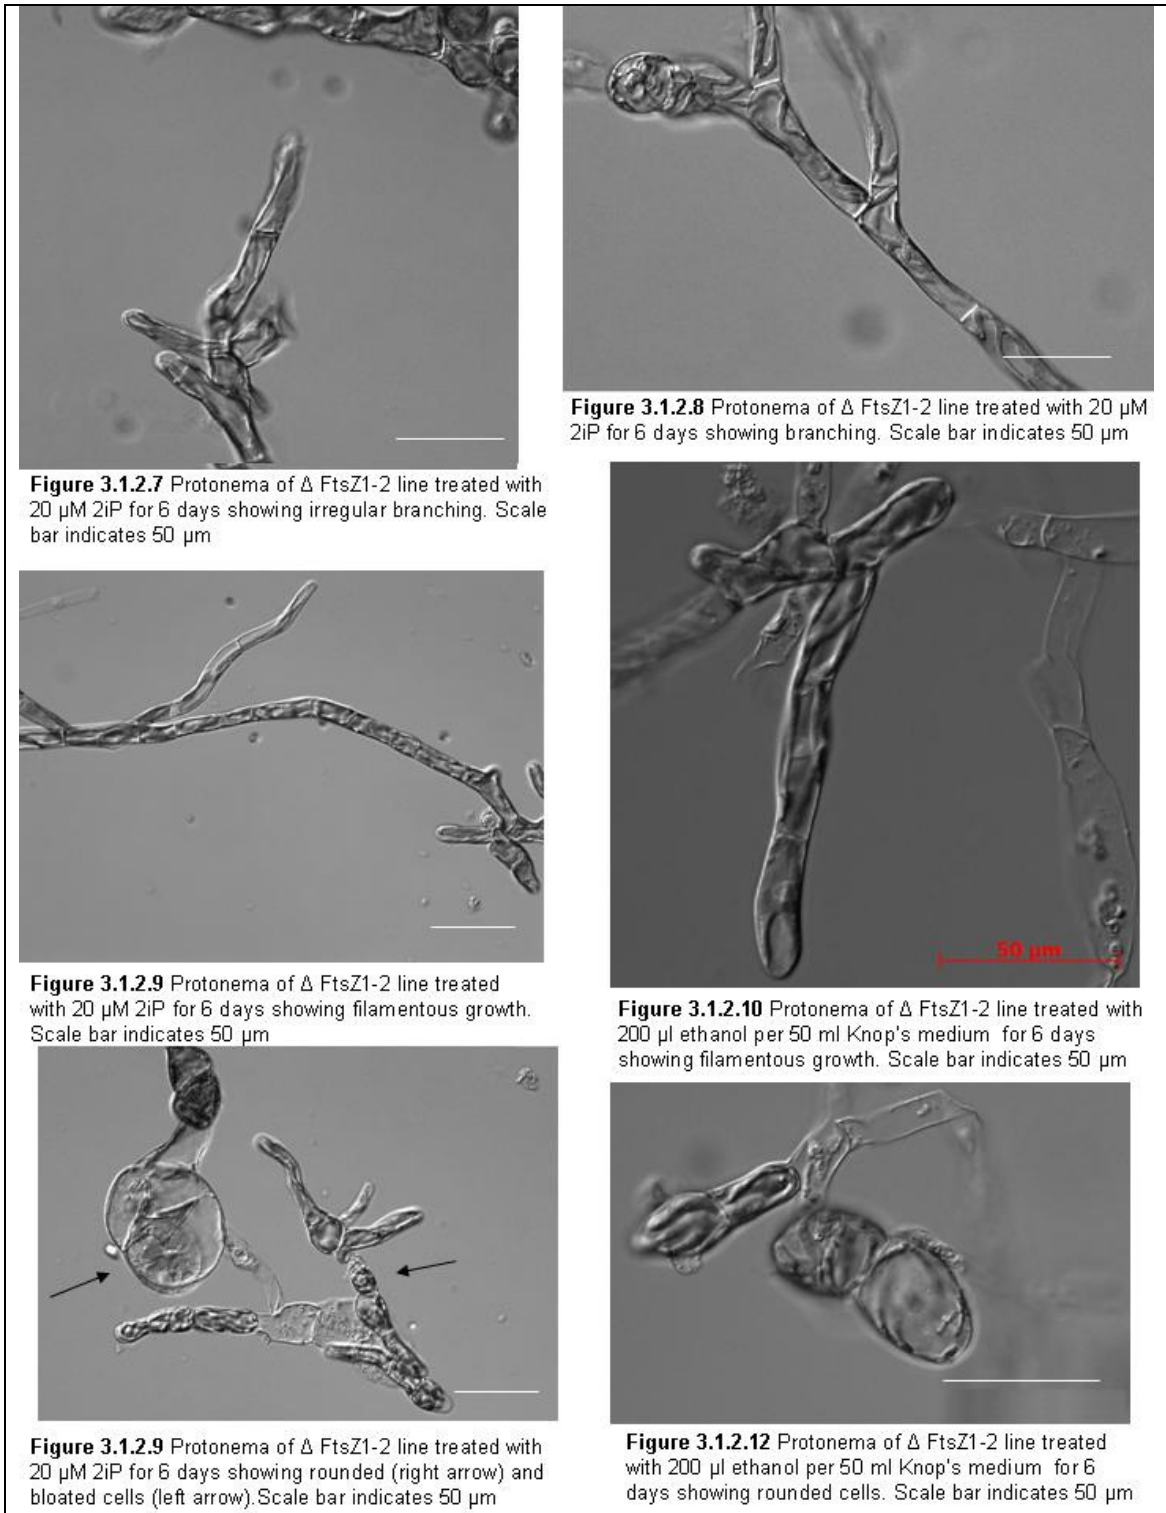 Figure 3.1.2.7 Protonema of Δ FtsZ1-2 line treated with
20 µM 2iP for 6 days showing irregular branching. Scale
bar indicates 50 µm
Figure 3.1.2.8 Protonema of Δ FtsZ1-2 line treated with 20 µM
2iP for 6 days showing branching. Scale bar indicates 50 µm
Figure 3.1.2.9 Protonema of Δ FtsZ1-2 line treated
with 20 µM 2iP for 6 days showing filamentous growth.
Scale bar indicates 50 µm
50 µm
Figure 3.1.2.10 Protonema of Δ FtsZ1-2 line treated with
200 µl ethanol per 50 ml Knop's medium  for 6 days
showing filamentous growth. Scale bar indicates 50 µm
Figure 3.1.2.9 Protonema of Δ FtsZ1-2 line treated with
20 µM 2iP for 6 days showing rounded (right arrow) and
bloated cells (left arrow).Scale bar indicates 50 µm
Figure 3.1.2.12 Protonema of Δ FtsZ1-2 line treated
with 200 µl ethanol per 50 ml Knop's medium  for 6
days showing rounded cells. Scale bar indicates 50 µm